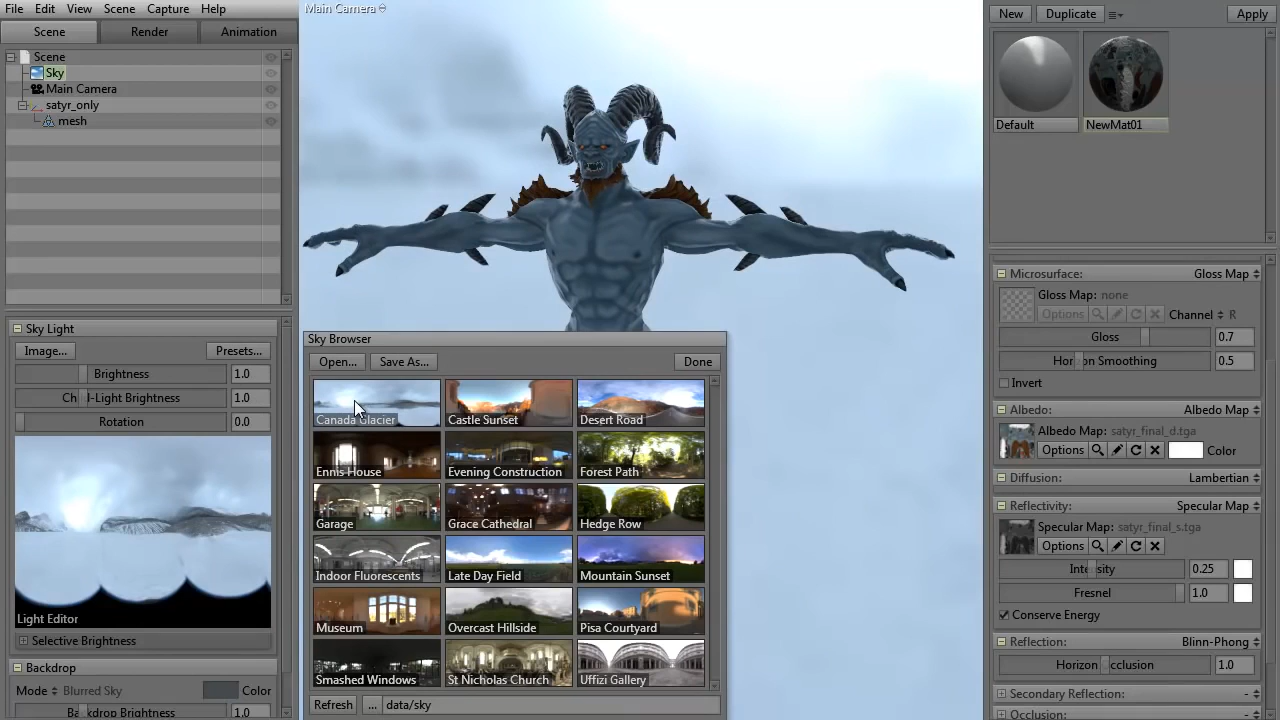 File Edit View Scene Capture Help
Scene Render Animation
Scene
Sky
Main Camera
satyr_only
mesh
Sky Light
Image... Presets...
Brightness 1.0
Ch l-Light Brightness 1.0
Rotation 0.0
Light Editor
Selective Brightness
Backdrop
Mode Blurred Sky Color
Backdrop Brightness 1.0
Main Camera
Sky Browser
Open... Save As... Done
Canada Glacier Castle Sunset Desert Road
Ennis House Evening Construction Forest Path
Garage Grace Cathedral Hedge Row
Indoor Fluorescents Late Day Field Mountain Sunset
Museum Overcast Hillside Pisa Courtyard
Smashed Windows St Nicholas Church Uffizi Gallery
Refresh ... data/sky
New Duplicate Apply
Default NewMat01
Microsurface: Gloss Map
Gloss Map: none
Options Channel R
Gloss 0.7
Horizon Smoothing 0.5
Invert
Albedo: Albedo Map
Albedo Map: satyr_final_d.tga
Options Color
Diffusion: Lambertian
Reflectivity: Specular Map
Specular Map: satyr_final_s.tga
Options
Intensity 0.25
Fresnel 1.0
Conserve Energy
Reflection: Blinn-Phong
Horizon Occlusion 1.0
Secondary Reflection: -
Occlusion: -